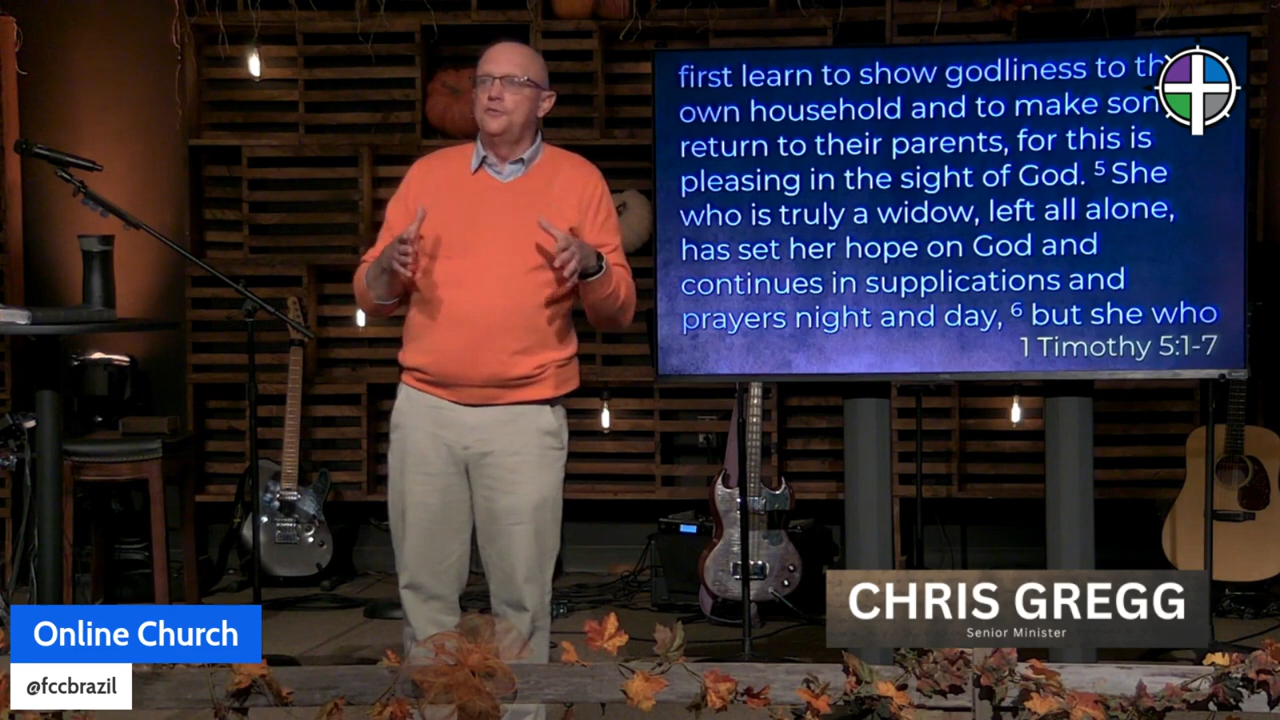 first learn to show godliness to th
own household and to make som
return to their parents, for this is
pleasing in the sight of God. ⁵ She
who is truly a widow, left all alone,
has set her hope on God and
continues in supplications and
prayers night and day, ⁶ but she who
1 Timothy 5:1-7
CHRIS GREGG
Senior Minister
Online Church
@fccbrazil